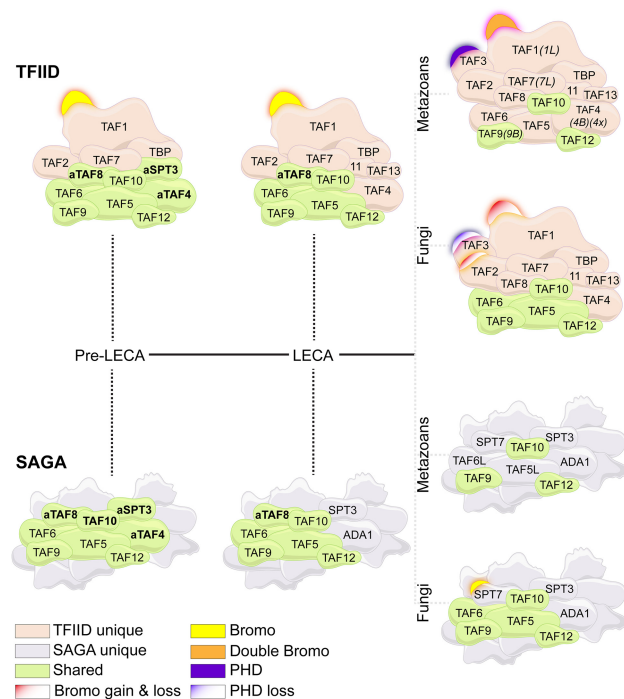 TFIID
TAF1
TAF2
TAF7
TBP
aTAF8
aSPT3
TAF10
TAF6
aTAF4
TAF5
TAF9
TAF12
TAF1
TAF2
TAF7
TBP
aTAF8
11
TAF13
TAF10
TAF6
TAF4
TAF5
TAF9
TAF12
Metazoans
TAF1(1L)
TAF3
TAF2
TAF7(7L)
TBP
TAF8
11
TAF13
TAF10
TAF4
(4B)(4x)
TAF6
TAF5
TAF9(9B)
TAF12
Fungi
TAF3
TAF1
TAF2
TAF7
TBP
TAF8
11
TAF13
TAF10
TAF6
TAF4
TAF5
TAF9
TAF12
Pre-LECA
LECA
SAGA
aTAF8
aSPT3
TAF10
TAF6
aTAF4
TAF5
TAF9
TAF12
aTAF8
SPT3
TAF10
TAF6
ADA1
TAF5
TAF9
TAF12
Metazoans
SPT7
SPT3
TAF10
TAF6L
TAF5L
ADA1
TAF9
TAF12
Fungi
SPT7
SPT3
TAF10
TAF6
ADA1
TAF5
TAF9
TAF12
TFIID unique
SAGA unique
Shared
Bromo gain & loss
Bromo
Double Bromo
PHD
PHD loss